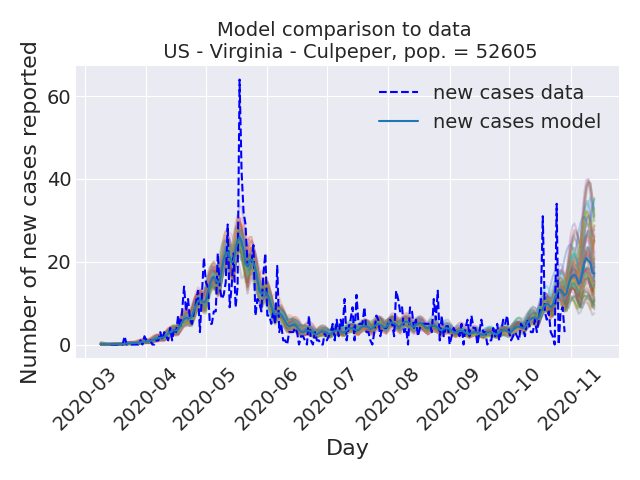 Model comparison to data
US - Virginia - Culpeper, pop. = 52605
Number of new cases reported
60
40
20
0
new cases data
new cases model
2020-03
2020-04
2020-05
2020-06
2020-07
2020-08
2020-09
2020-10
2020-11
Day